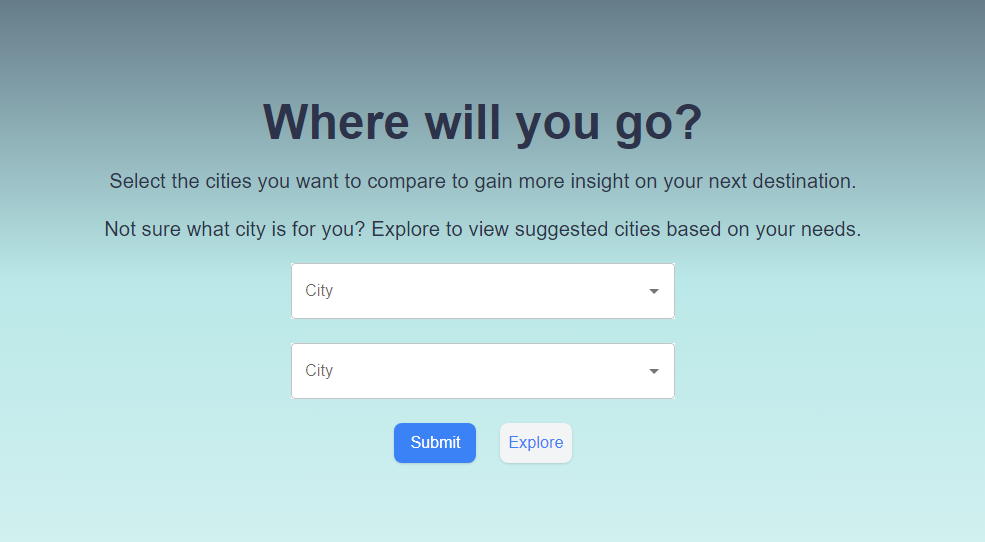 Where will you go?
Select the cities you want to compare to gain more insight on your next destination.
Not sure what city is for you? Explore to view suggested cities based on your needs.
City
City
Submit Explore